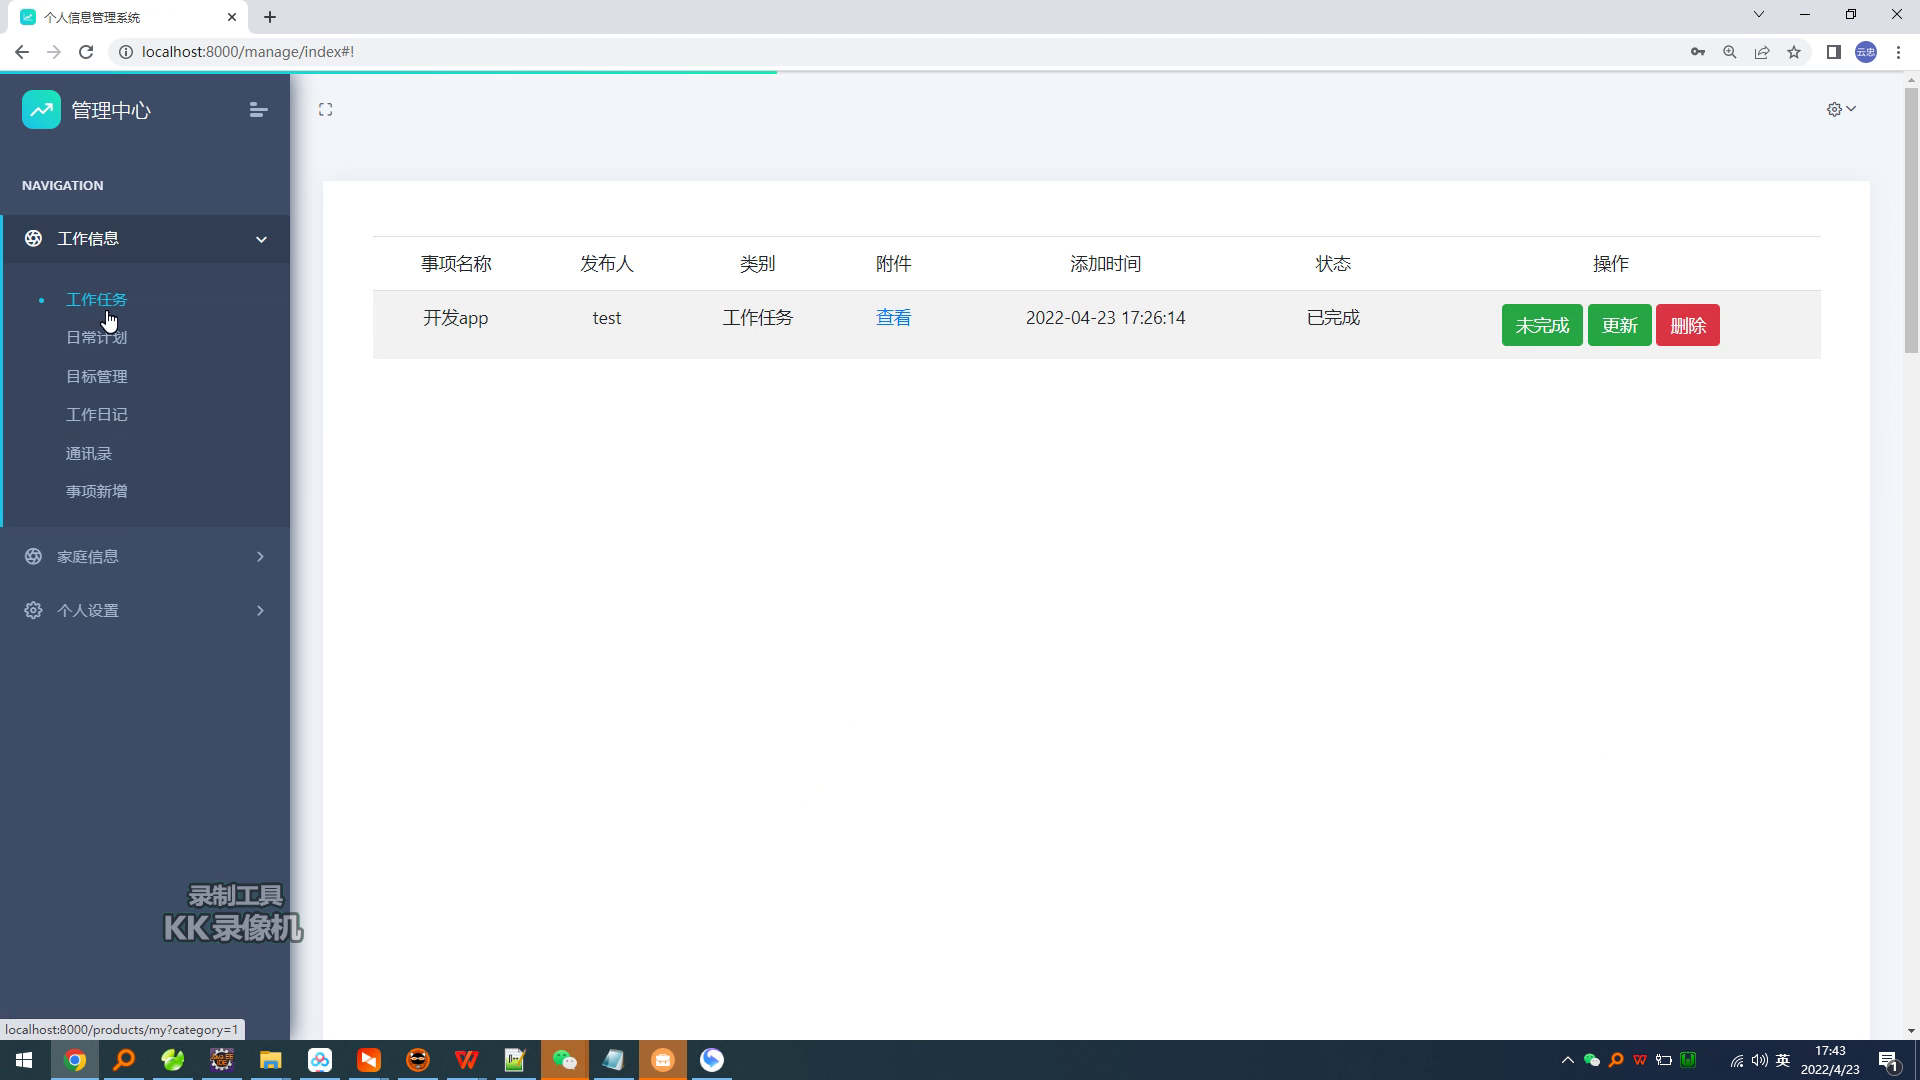 个人信息管理系统
localhost:8000/manage/index#!
云忠
管理中心
NAVIGATION
工作信息
工作任务
日常计划
目标管理
工作日记
通讯录
事项新增
家庭信息
个人设置
事项名称 发布人 类别 附件 添加时间 状态 操作
开发app test 工作任务 查看 2022-04-23 17:26:14 已完成 未完成 更新 删除
录制工具
KK录像机
localhost:8000/products/my?category=1
英
17:43
2022/4/23
1